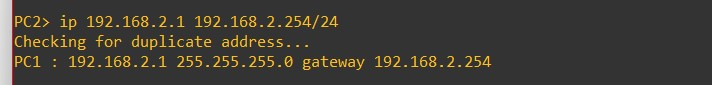 PC2> ip 192.168.2.1 192.168.2.254/24
Checking for duplicate address...
PC1 : 192.168.2.1 255.255.255.0 gateway 192.168.2.254